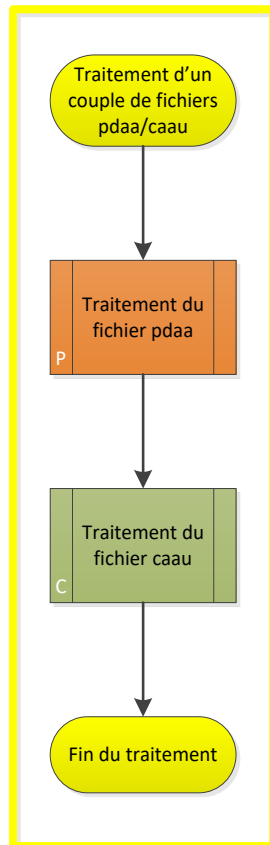 Traitement d’un
couple de fichiers
pdaa/caau
Traitement du
fichier pdaa
P
Traitement du
fichier caau
C
Fin du traitement